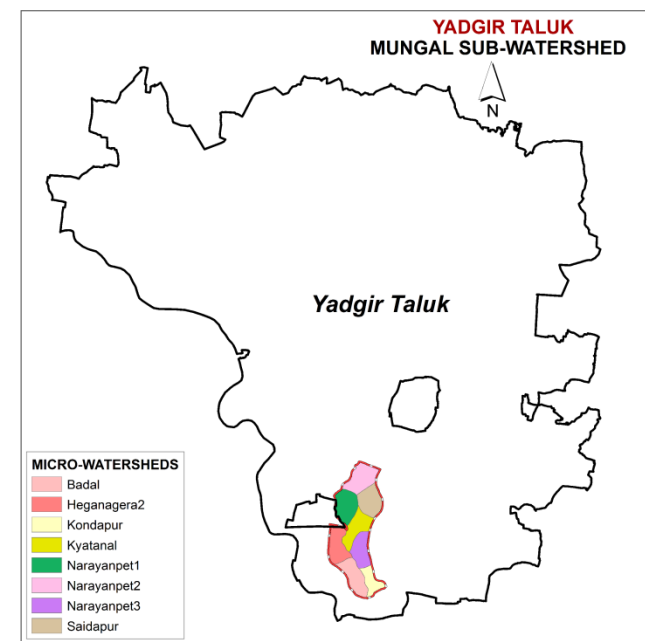 YADGIR TALUK
MUNGAL SUB-WATERSHED
N
Yadgir Taluk
MICRO-WATERSHEDS
Badal
Heganagera2
Kondapur
Kyatanal
Narayanpet1
Narayanpet2
Narayanpet3
Saidapur